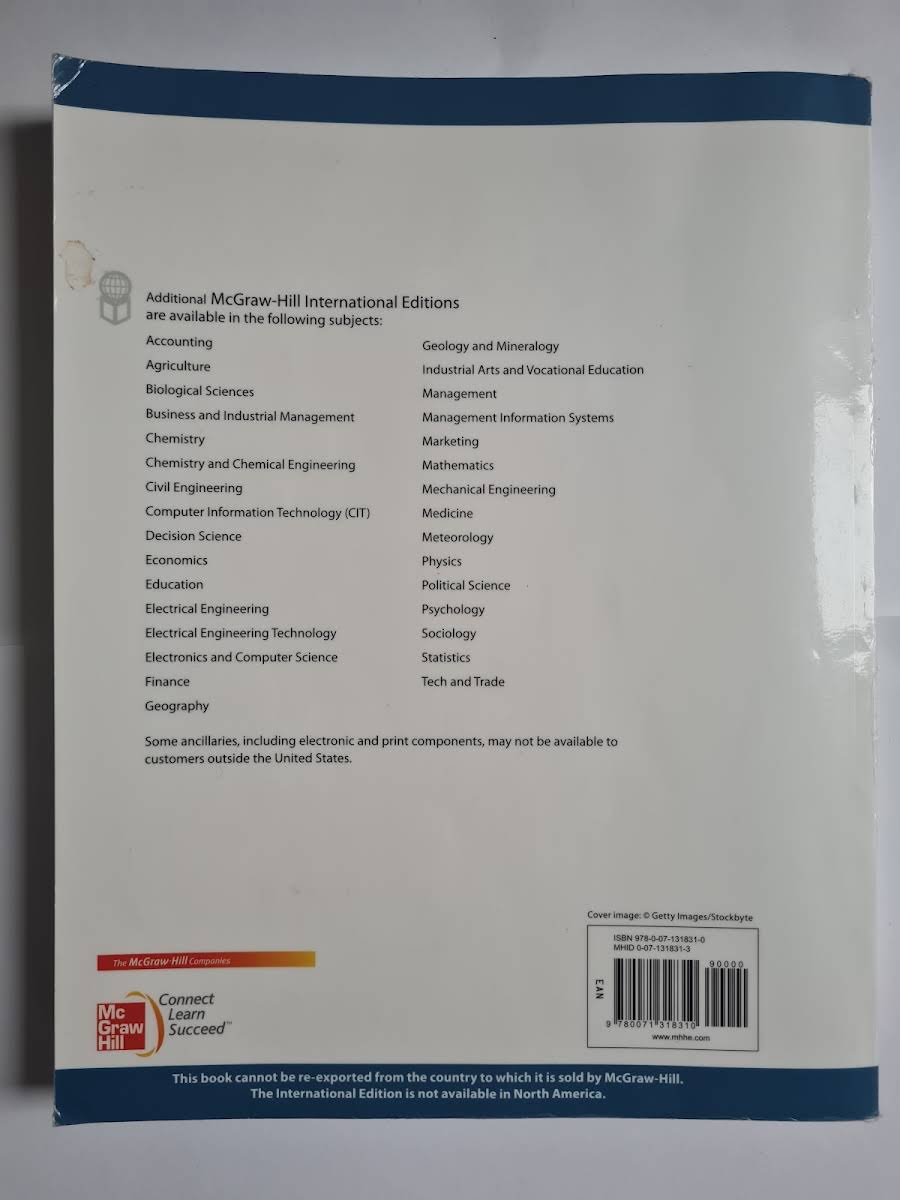 Additional McGraw-Hill International Editions
are available in the following subjects:
Accounting
Agriculture
Biological Sciences
Business and Industrial Management
Chemistry
Chemistry and Chemical Engineering
Civil Engineering
Computer Information Technology (CIT)
Decision Science
Economics
Education
Electrical Engineering
Electrical Engineering Technology
Electronics and Computer Science
Finance
Geography
Geology and Mineralogy
Industrial Arts and Vocational Education
Management
Management Information Systems
Marketing
Mathematics
Mechanical Engineering
Medicine
Meteorology
Physics
Political Science
Psychology
Sociology
Statistics
Tech and Trade
Some ancillaries, including electronic and print components, may not be available to
customers outside the United States.
Cover image: © Getty Images/Stockbyte
ISBN 978-0-07-131831-0
MHID 0-07-131831-3
90000
EAN
9 780071 318310
www.mhhe.com
The McGraw·Hill Companies
Mc
Graw
Hill
Connect
Learn
Succeed™
This book cannot be re-exported from the country to which it is sold by McGraw-Hill.
The International Edition is not available in North America.